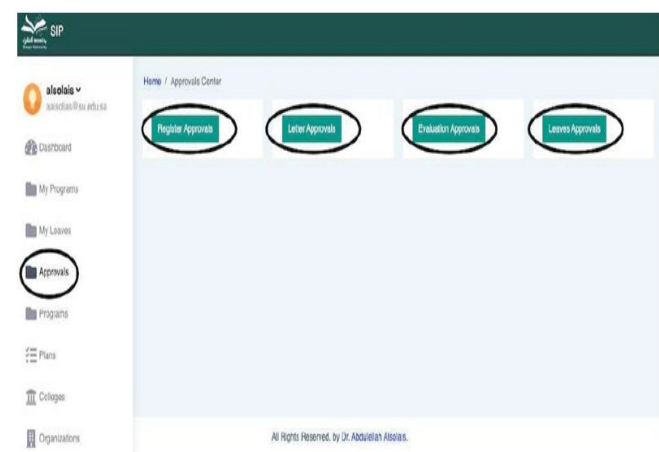 SIP
alsolais
Dashboard
My Programs
My Leaves
Approvals
Programs
Plans
Colleges
Organizations
Home / Approvals Center
Register Approvals
Letter Approvals
Evaluation Approvals
Leaves Approvals
All Rights Reserved, by Dr. Abdulellah Alsolais.